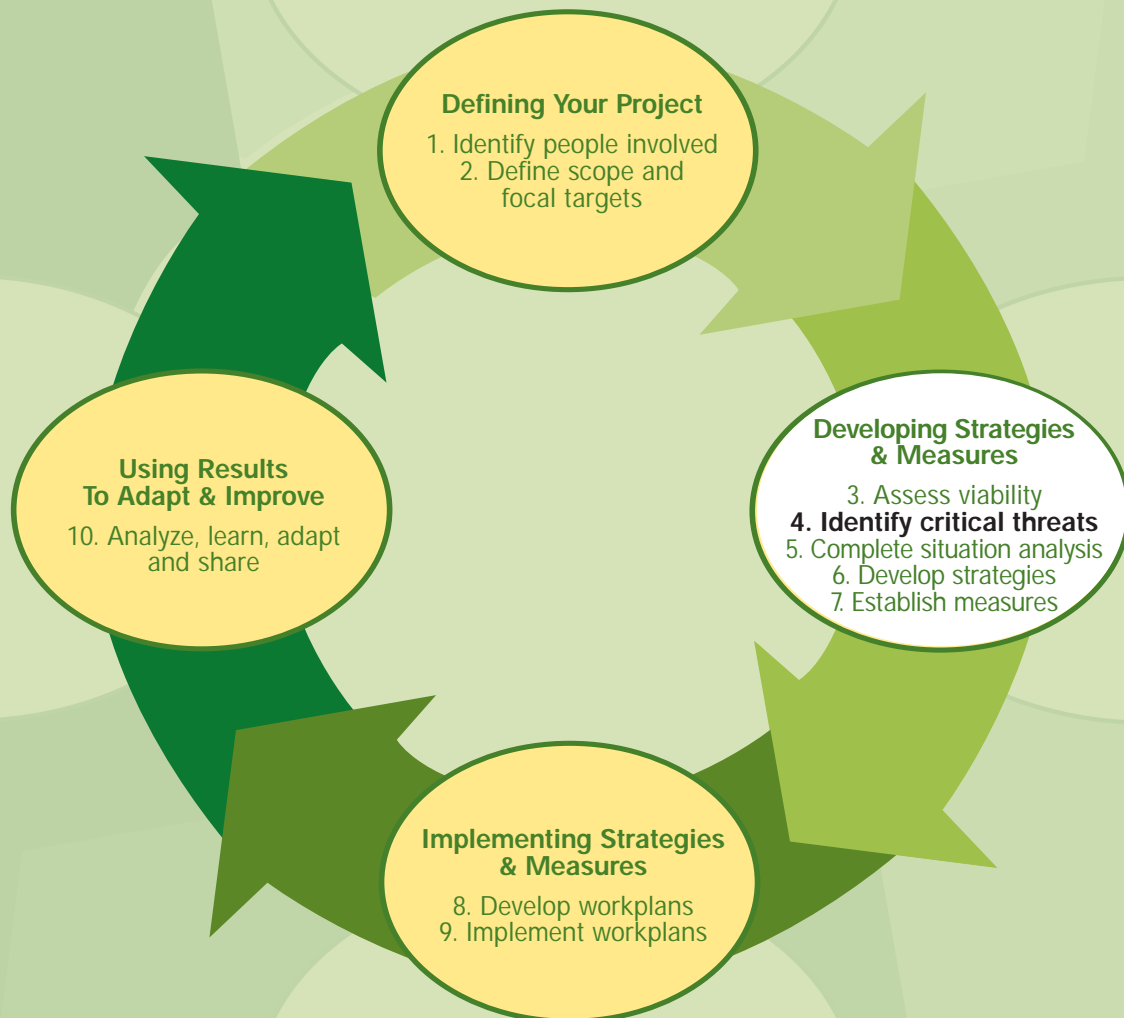 Defining Your Project
1. Identify people involved
2. Define scope and
focal targets
Developing Strategies
& Measures
3. Assess viability
4. Identify critical threats
5. Complete situation analysis
6. Develop strategies
7. Establish measures
Implementing Strategies
& Measures
8. Develop workplans
9. Implement workplans
Using Results
To Adapt & Improve
10. Analyze, learn, adapt
and share